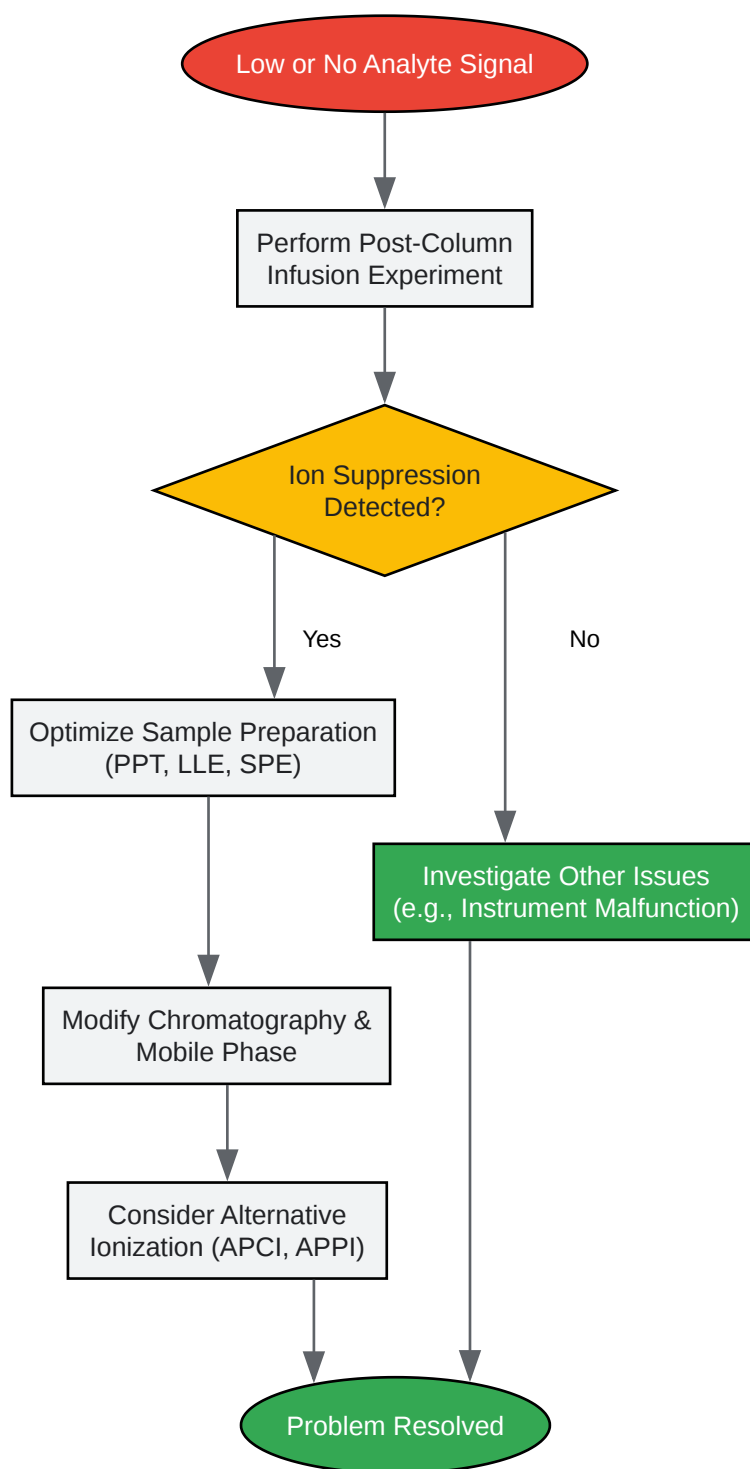 Low or No Analyte Signal
Perform Post-Column
Infusion Experiment
Ion Suppression
Detected?
Yes
No
Optimize Sample Preparation
(PPT, LLE, SPE)
Investigate Other Issues
(e.g., Instrument Malfunction)
Modify Chromatography &
Mobile Phase
Consider Alternative
Ionization (APCI, APPI)
Problem Resolved